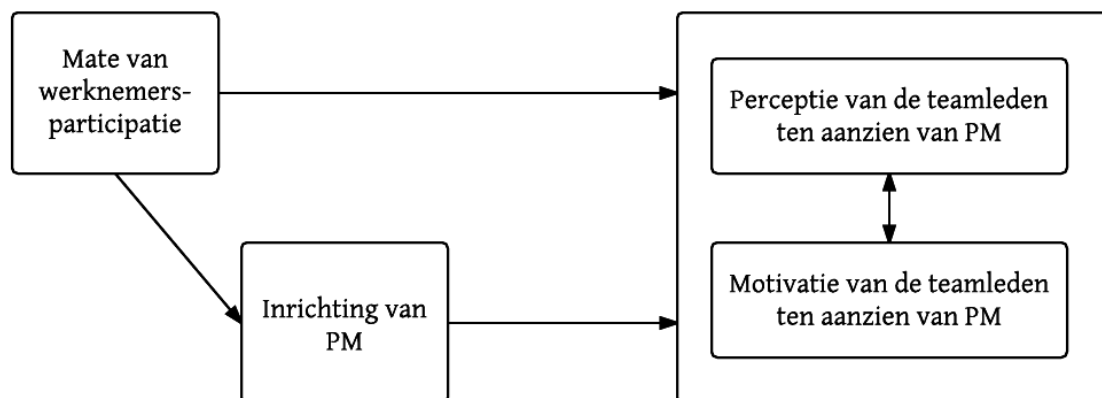 Mate van
werknemers-
participatie
Perceptie van de teamleden
ten aanzien van PM
Inrichting van
PM
Motivatie van de teamleden
ten aanzien van PM